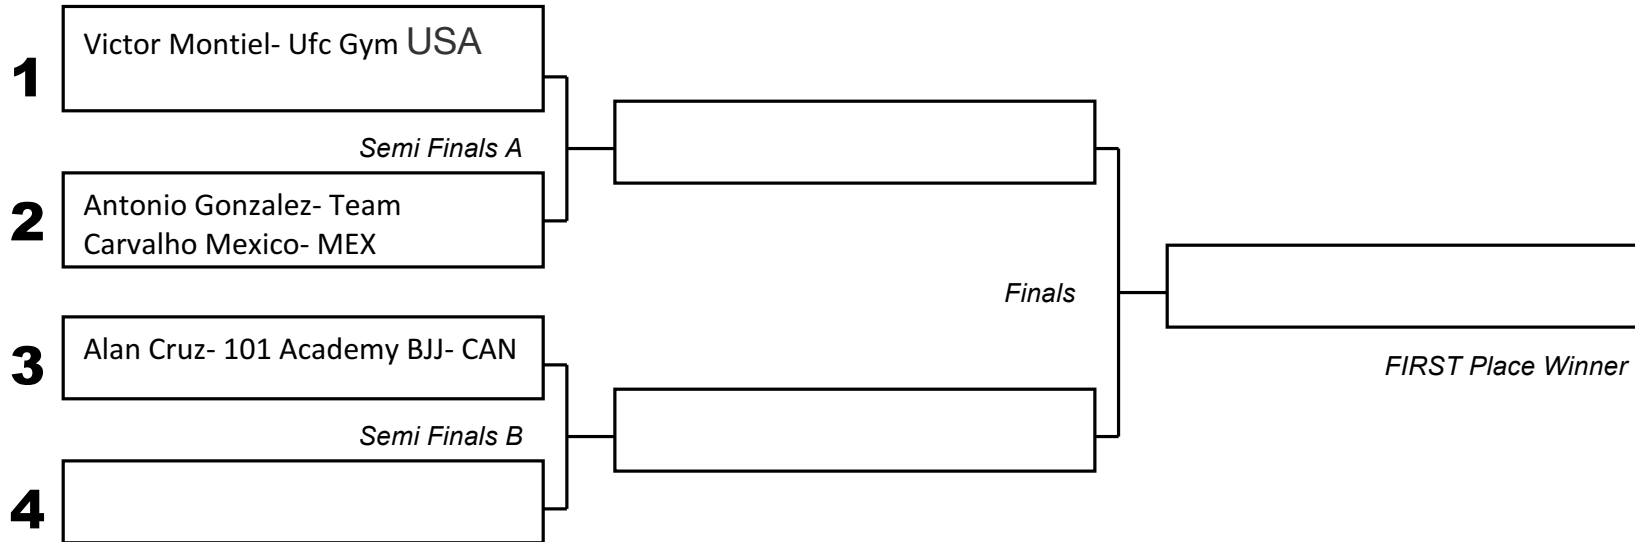 1
Victor Montiel- Ufc Gym USA
Semi Finals A
2
Antonio Gonzalez- Team
Carvalho Mexico- MEX
Finals
3
Alan Cruz- 101 Academy BJJ- CAN
FIRST Place Winner
Semi Finals B
4